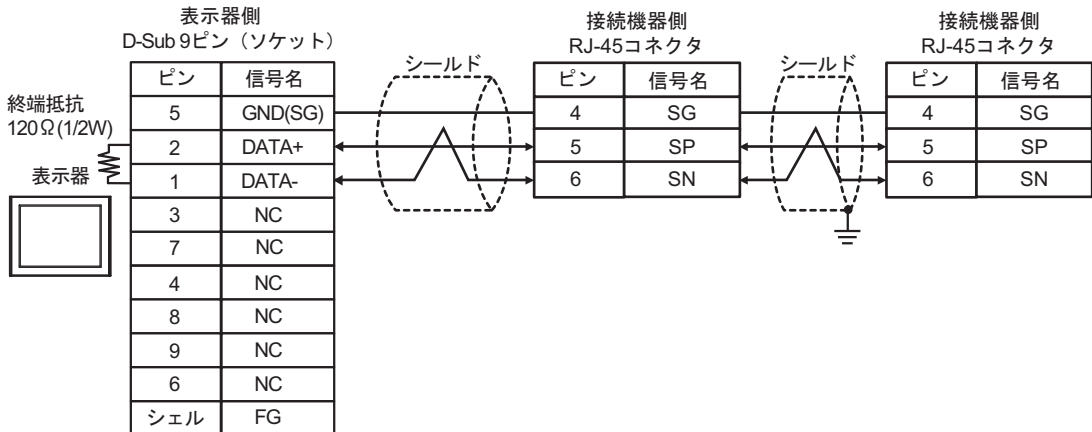 表示器側
D-Sub 9ピン（ソケット）
ピン 信号名
5 GND(SG)
2 DATA+
1 DATA-
3 NC
7 NC
4 NC
8 NC
9 NC
6 NC
シェル FG
終端抵抗
120Ω(1/2W)
表示器
シールド
接続機器側
RJ-45コネクタ
ピン 信号名
4 SG
5 SP
6 SN
シールド
接続機器側
RJ-45コネクタ
ピン 信号名
4 SG
5 SP
6 SN